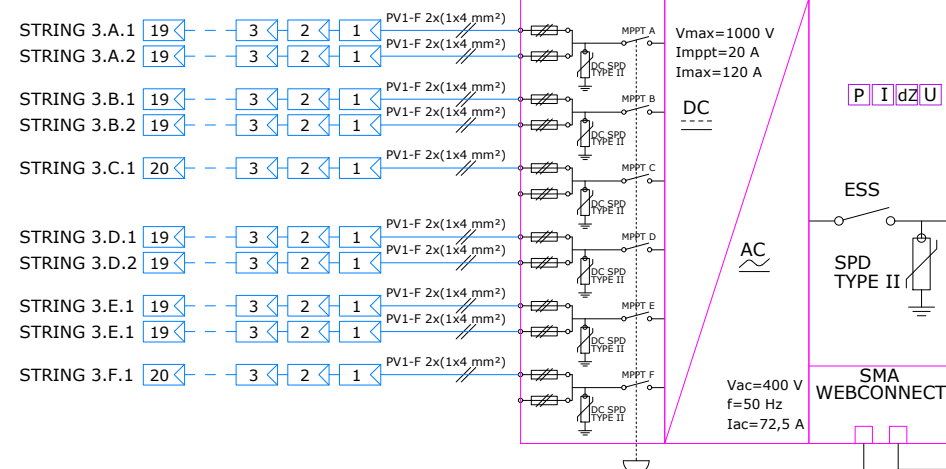 STRING 3.A.1 19 3 2 1 PV1-F 2x(1x4 mm²)
STRING 3.A.2 19 3 2 1 PV1-F 2x(1x4 mm²)
MPPT A
DC SPD
TYPE II
STRING 3.B.1 19 3 2 1 PV1-F 2x(1x4 mm²)
STRING 3.B.2 19 3 2 1 PV1-F 2x(1x4 mm²)
MPPT B
DC SPD
TYPE II
STRING 3.C.1 20 3 2 1 PV1-F 2x(1x4 mm²)
MPPT C
DC SPD
TYPE II
STRING 3.D.1 19 3 2 1 PV1-F 2x(1x4 mm²)
STRING 3.D.2 19 3 2 1 PV1-F 2x(1x4 mm²)
MPPT D
DC SPD
TYPE II
STRING 3.E.1 19 3 2 1 PV1-F 2x(1x4 mm²)
STRING 3.E.1 19 3 2 1 PV1-F 2x(1x4 mm²)
MPPT E
DC SPD
TYPE II
STRING 3.F.1 20 3 2 1 PV1-F 2x(1x4 mm²)
MPPT F
DC SPD
TYPE II
Vmax=1000 V
Imppt=20 A
Imax=120 A
DC
AC
Vac=400 V
f=50 Hz
Iac=72,5 A
P I dZ U
ESS
SPD
TYPE II
SMA
WEBCONNECT